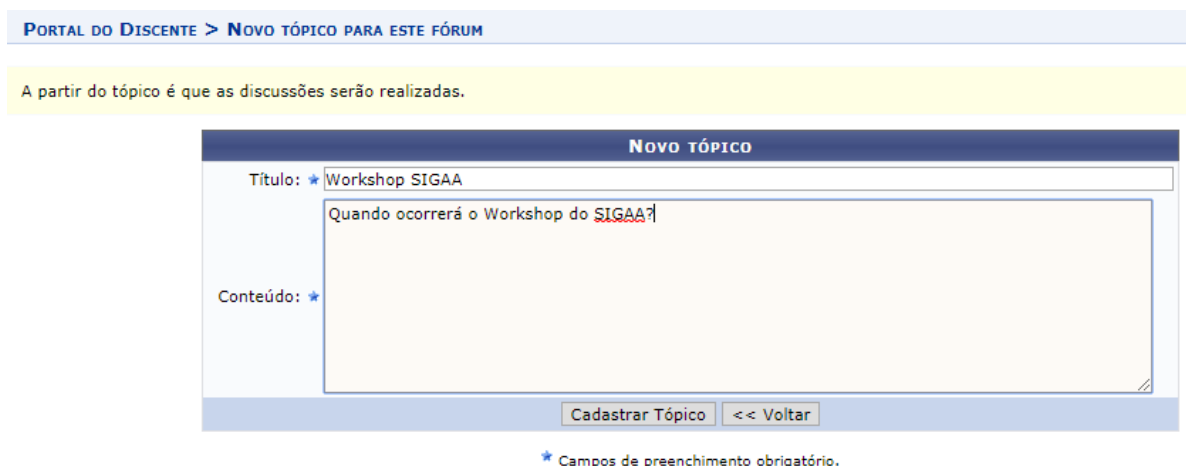 PORTAL DO DISCENTE > NOVO TÓPICO PARA ESTE FÓRUM
A partir do tópico é que as discussões serão realizadas.
NOVO TÓPICO
Título: Workshop SIGAA
Quando ocorrerá o Workshop do SIGAA?
Conteúdo:
Cadastrar Tópico << Voltar
Campos de preenchimento obrigatório.